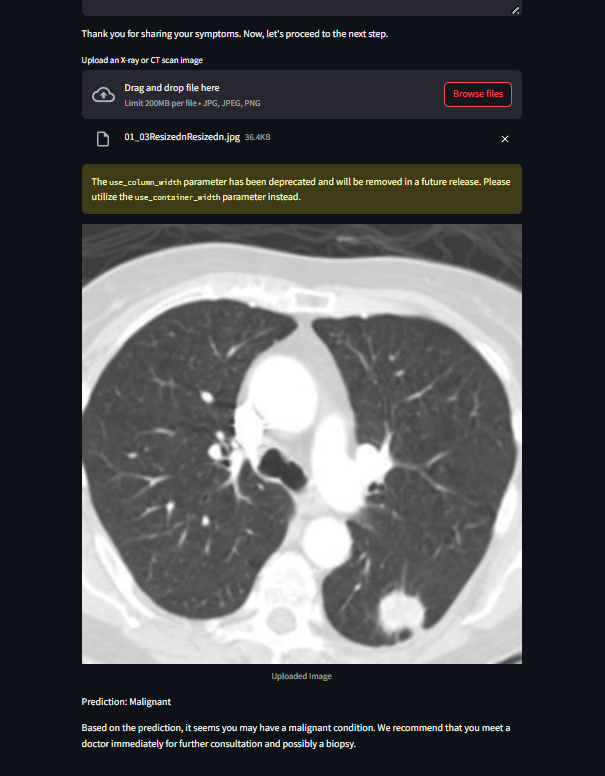 Thank you for sharing your symptoms. Now, let's proceed to the next step.
Upload an X-ray or CT scan image
Drag and drop file here
Limit 200MB per file • JPG, JPEG, PNG
Browse files
01_03ResizednResizedn.jpg 36.4KB
The use_column_width parameter has been deprecated and will be removed in a future release. Please
utilize the use_container_width parameter instead.
Uploaded Image
Prediction: Malignant
Based on the prediction, it seems you may have a malignant condition. We recommend that you meet a
doctor immediately for further consultation and possibly a biopsy.